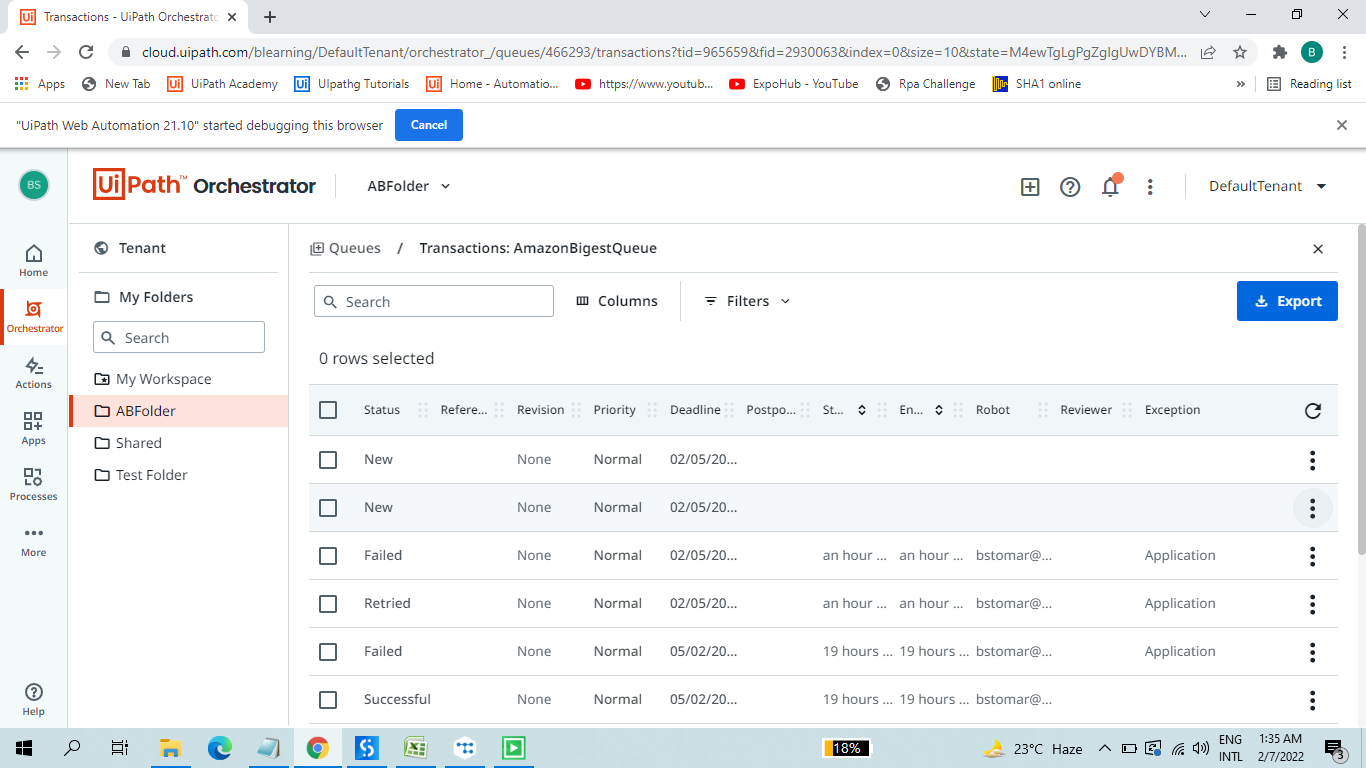 Transactions - UiPath Orchestrato
cloud.uipath.com/blearning/DefaultTenant/orchestrator_/queues/466293/transactions?tid=965659&fid=2930063&index=0&size=10&state=M4ewTgLgPgZgIgUwDYBM...
B
Apps New Tab UiPath Academy UIpathg Tutorials Home - Automatio... https://www.youtub... ExpoHub - YouTube Rpa Challenge SHA1 online » Reading list
"UiPath Web Automation 21.10" started debugging this browser Cancel
BS
UiPath™ Orchestrator ABFolder DefaultTenant
Home
Orchestrator
Actions
Apps
Processes
More
Help
Tenant
My Folders
Search
My Workspace
ABFolder
Shared
Test Folder
Queues / Transactions: AmazonBigestQueue
Search Columns Filters Export
0 rows selected
Status Refere... Revision Priority Deadline Postpo... St... En... Robot Reviewer Exception
New None Normal 02/05/20...
New None Normal 02/05/20...
Failed None Normal 02/05/20... an hour ... an hour ... bstomar@... Application
Retried None Normal 02/05/20... an hour ... an hour ... bstomar@... Application
Failed None Normal 05/02/20... 19 hours ... 19 hours ... bstomar@... Application
Successful None Normal 05/02/20... 19 hours ... 19 hours ... bstomar@...
18% 23°C Haze ENG 1:35 AM
INTL 2/7/2022 3